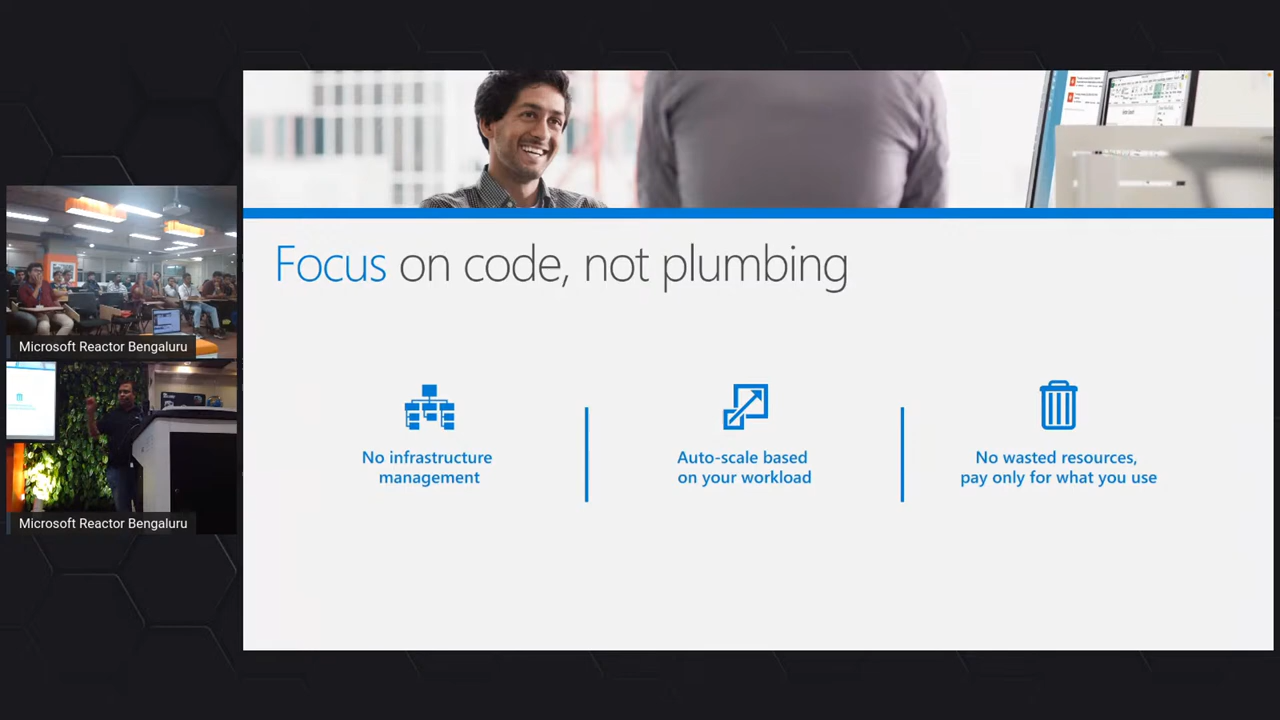 Focus on code, not plumbing
No infrastructure
management
Auto-scale based
on your workload
No wasted resources,
pay only for what you use
Microsoft Reactor Bengaluru
Microsoft Reactor Bengaluru